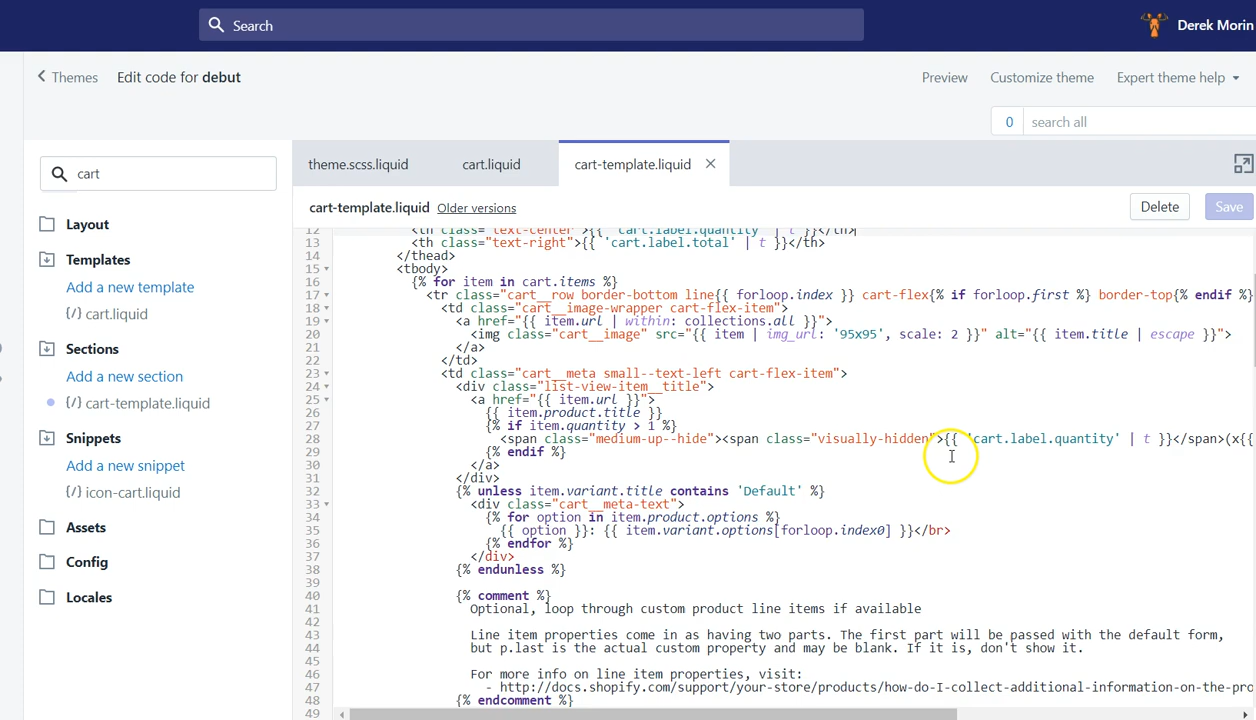 Search
Derek Morin
Themes
Edit code for debut
Preview
Customize theme
Expert theme help
0
search all
cart
Layout
Templates
Add a new template
{/} cart.liquid
Sections
Add a new section
{/} cart-template.liquid
Snippets
Add a new snippet
{/} icon-cart.liquid
Assets
Config
Locales
theme.scss.liquid
cart.liquid
cart-template.liquid
cart-template.liquid Older versions
Delete
Save
12 <th class="text-center">{{ 'cart.label.quantity' | t }}</th>
13 <th class="text-right">{{ 'cart.label.total' | t }}</th>
14 </thead>
15 <tbody>
16 {% for item in cart.items %}
17 <tr class="cart__row border-bottom line{{ forloop.index }} cart-flex{% if forloop.first %} border-top{% endif %}
18 <td class="cart__image-wrapper cart-flex-item">
19 <a href="{{ item.url | within: collections.all }}">
20 <img class="cart__image" src="{{ item | img_url: '95x95', scale: 2 }}" alt="{{ item.title | escape }}">
21 </a>
22 </td>
23 <td class="cart__meta small--text-left cart-flex-item">
24 <div class="list-view-item__title">
25 <a href="{{ item.url }}">
26 {{ item.product.title }}
27 {% if item.quantity > 1 %}
28 <span class="medium-up--hide"><span class="visually-hidden">{{ 'cart.label.quantity' | t }}</span>(x{{
29 {% endif %}
30 </a>
31 </div>
32 {% unless item.variant.title contains 'Default' %}
33 <div class="cart__meta-text">
34 {% for option in item.product.options %}
35 {{ option }}: {{ item.variant.options[forloop.index0] }}</br>
36 {% endfor %}
37 </div>
38 {% endunless %}
39
40 {% comment %}
41 Optional, loop through custom product line items if available
42
43 Line item properties come in as having two parts. The first part will be passed with the default form,
44 but p.last is the actual custom property and may be blank. If it is, don't show it.
45
46 For more info on line item properties, visit:
47 - http://docs.shopify.com/support/your-store/products/how-do-I-collect-additional-information-on-the-pro
48 {% endcomment %}
49